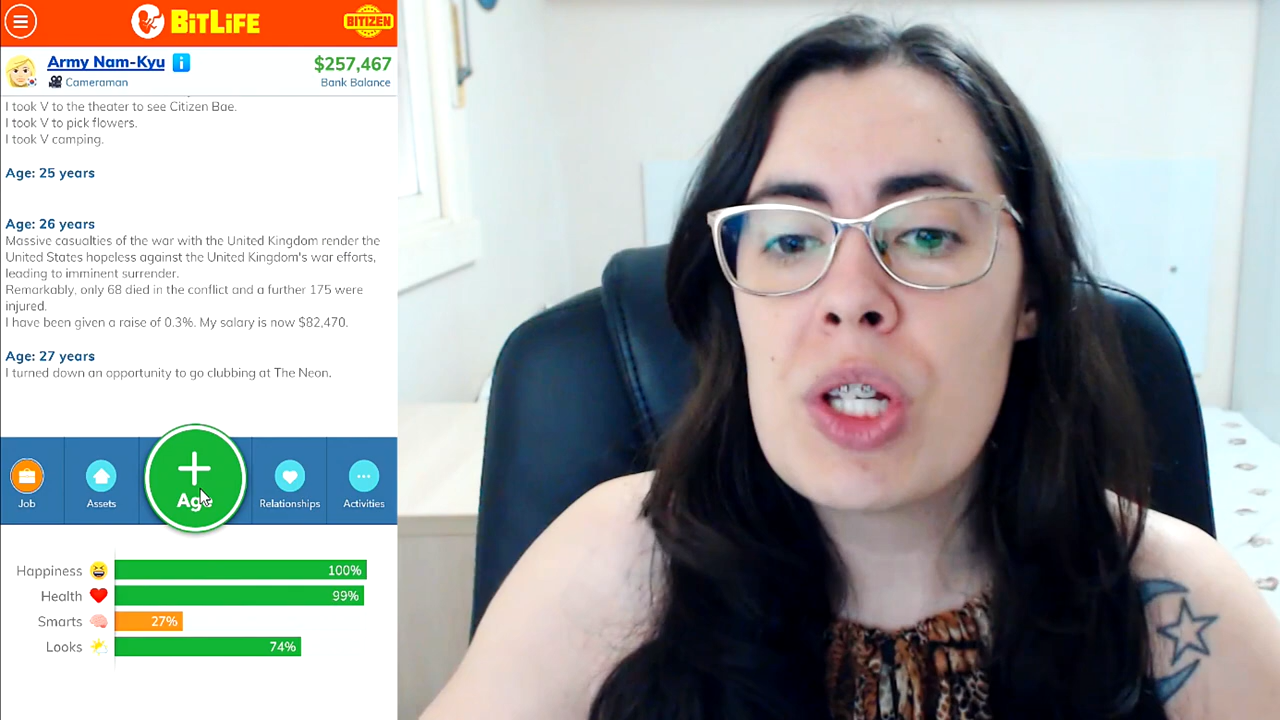 BITLIFE
BITIZEN
Army Nam-Kyu i
$257,467
Cameraman
Bank Balance
I took V to the theater to see Citizen Bae.
I took V to pick flowers.
I took V camping.
Age: 25 years
Age: 26 years
Massive casualties of the war with the United Kingdom render the
United States hopeless against the United Kingdom's war efforts,
leading to imminent surrender.
Remarkably, only 68 died in the conflict and a further 175 were
injured.
I have been given a raise of 0.3%. My salary is now $82,470.
Age: 27 years
I turned down an opportunity to go clubbing at The Neon.
Job
Assets
Age
Relationships
Activities
Happiness 100%
Health 99%
Smarts 27%
Looks 74%